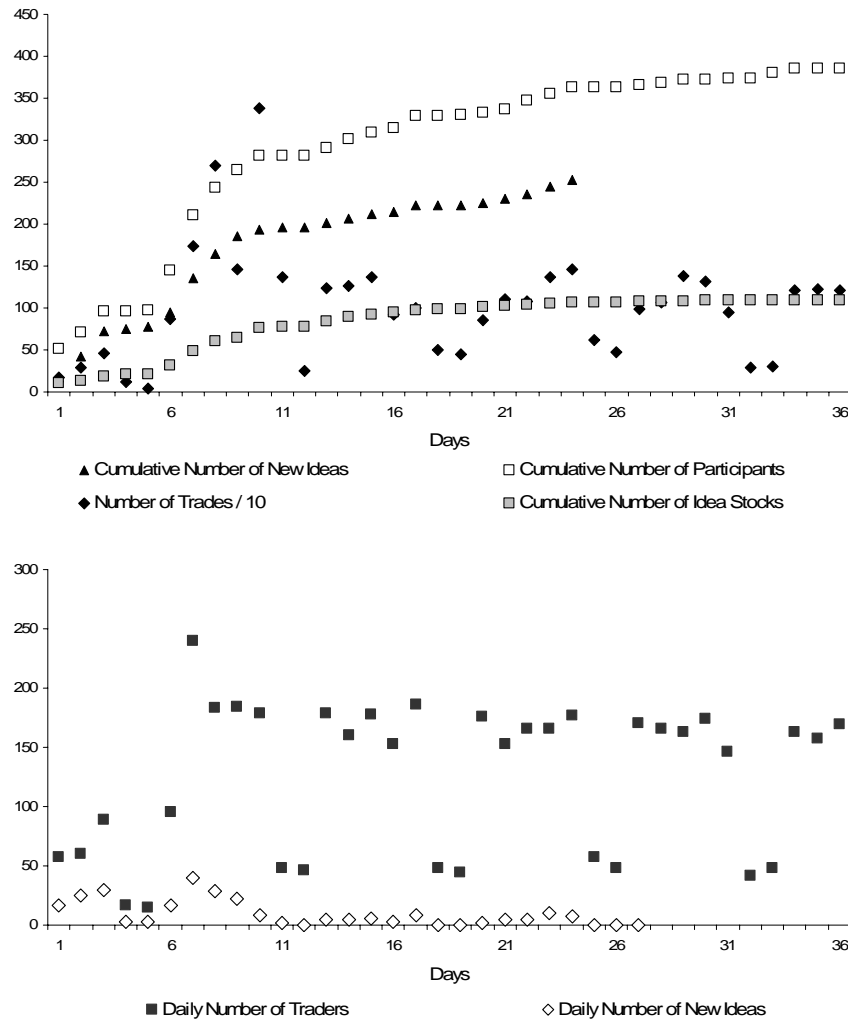 450
400
350
300
250
200
150
100
50
0
1 6 11 16 21 26 31 36
Days
Cumulative Number of New Ideas Cumulative Number of Participants
Number of Trades / 10 Cumulative Number of Idea Stocks
300
250
200
150
100
50
0
1 6 11 16 21 26 31 36
Days
Daily Number of Traders Daily Number of New Ideas